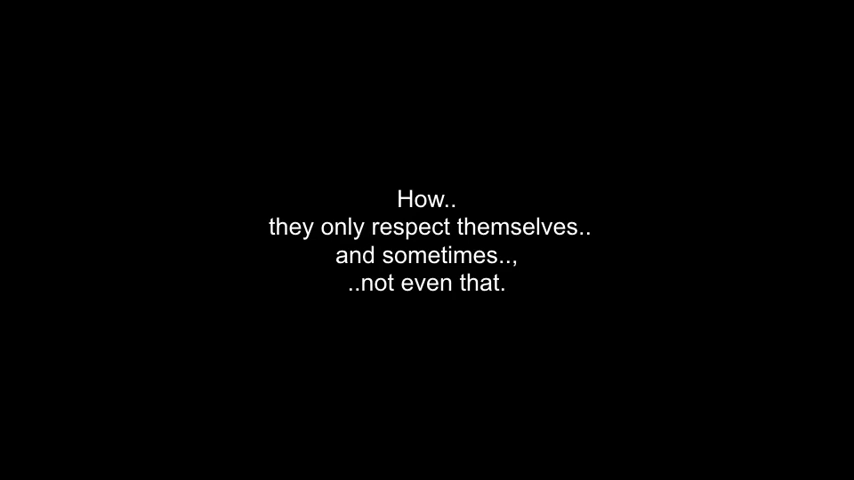 How..
they only respect themselves..
and sometimes..,
..not even that.